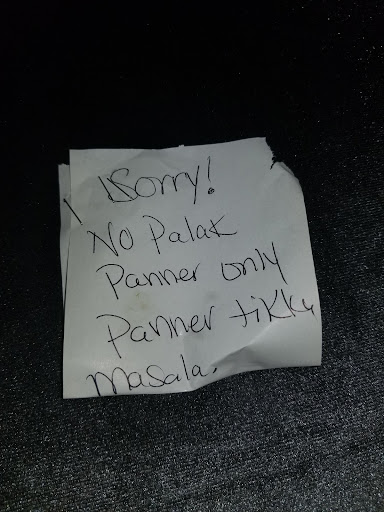 Sorry!
No Palak
Panner only
Panner tikka
masala.